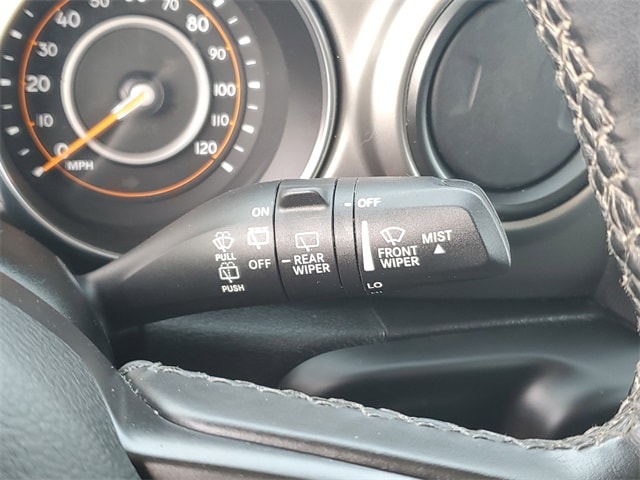 40 50 60 70 80
30 90
20 100
10 110
0 120
MPH
ON
OFF
PULL
PUSH
REAR
WIPER
OFF
FRONT
WIPER
MIST
LO